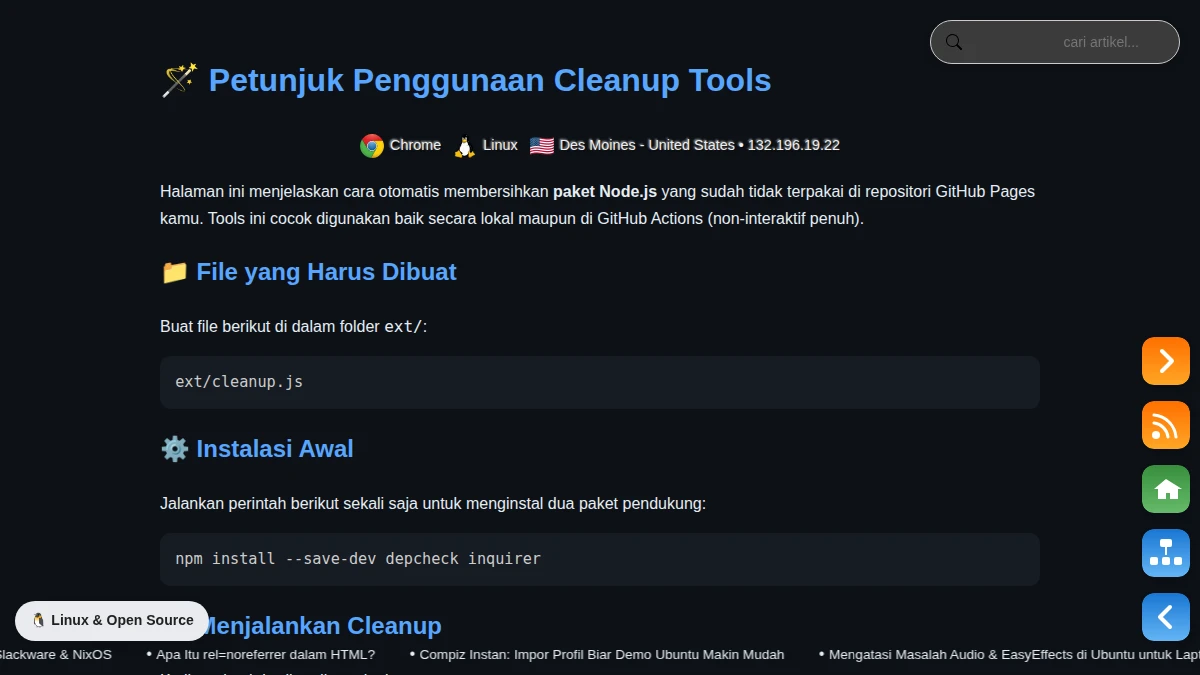 cari artikel...
Petunjuk Penggunaan Cleanup Tools
Chrome Linux Des Moines - United States • 132.196.19.22
Halaman ini menjelaskan cara otomatis membersihkan paket Node.js yang sudah tidak terpakai di repositori GitHub Pages
kamu. Tools ini cocok digunakan baik secara lokal maupun di GitHub Actions (non-interaktif penuh).
File yang Harus Dibuat
Buat file berikut di dalam folder ext/:
ext/cleanup.js
Instalasi Awal
Jalankan perintah berikut sekali saja untuk menginstal dua paket pendukung:
npm install --save-dev depcheck inquirer
Linux & Open Source
Menjalankan Cleanup
Slackware & NixOS • Apa Itu rel=noreferrer dalam HTML? • Compiz Instan: Impor Profil Biar Demo Ubuntu Makin Mudah • Mengatasi Masalah Audio & EasyEffects di Ubuntu untuk Lapt